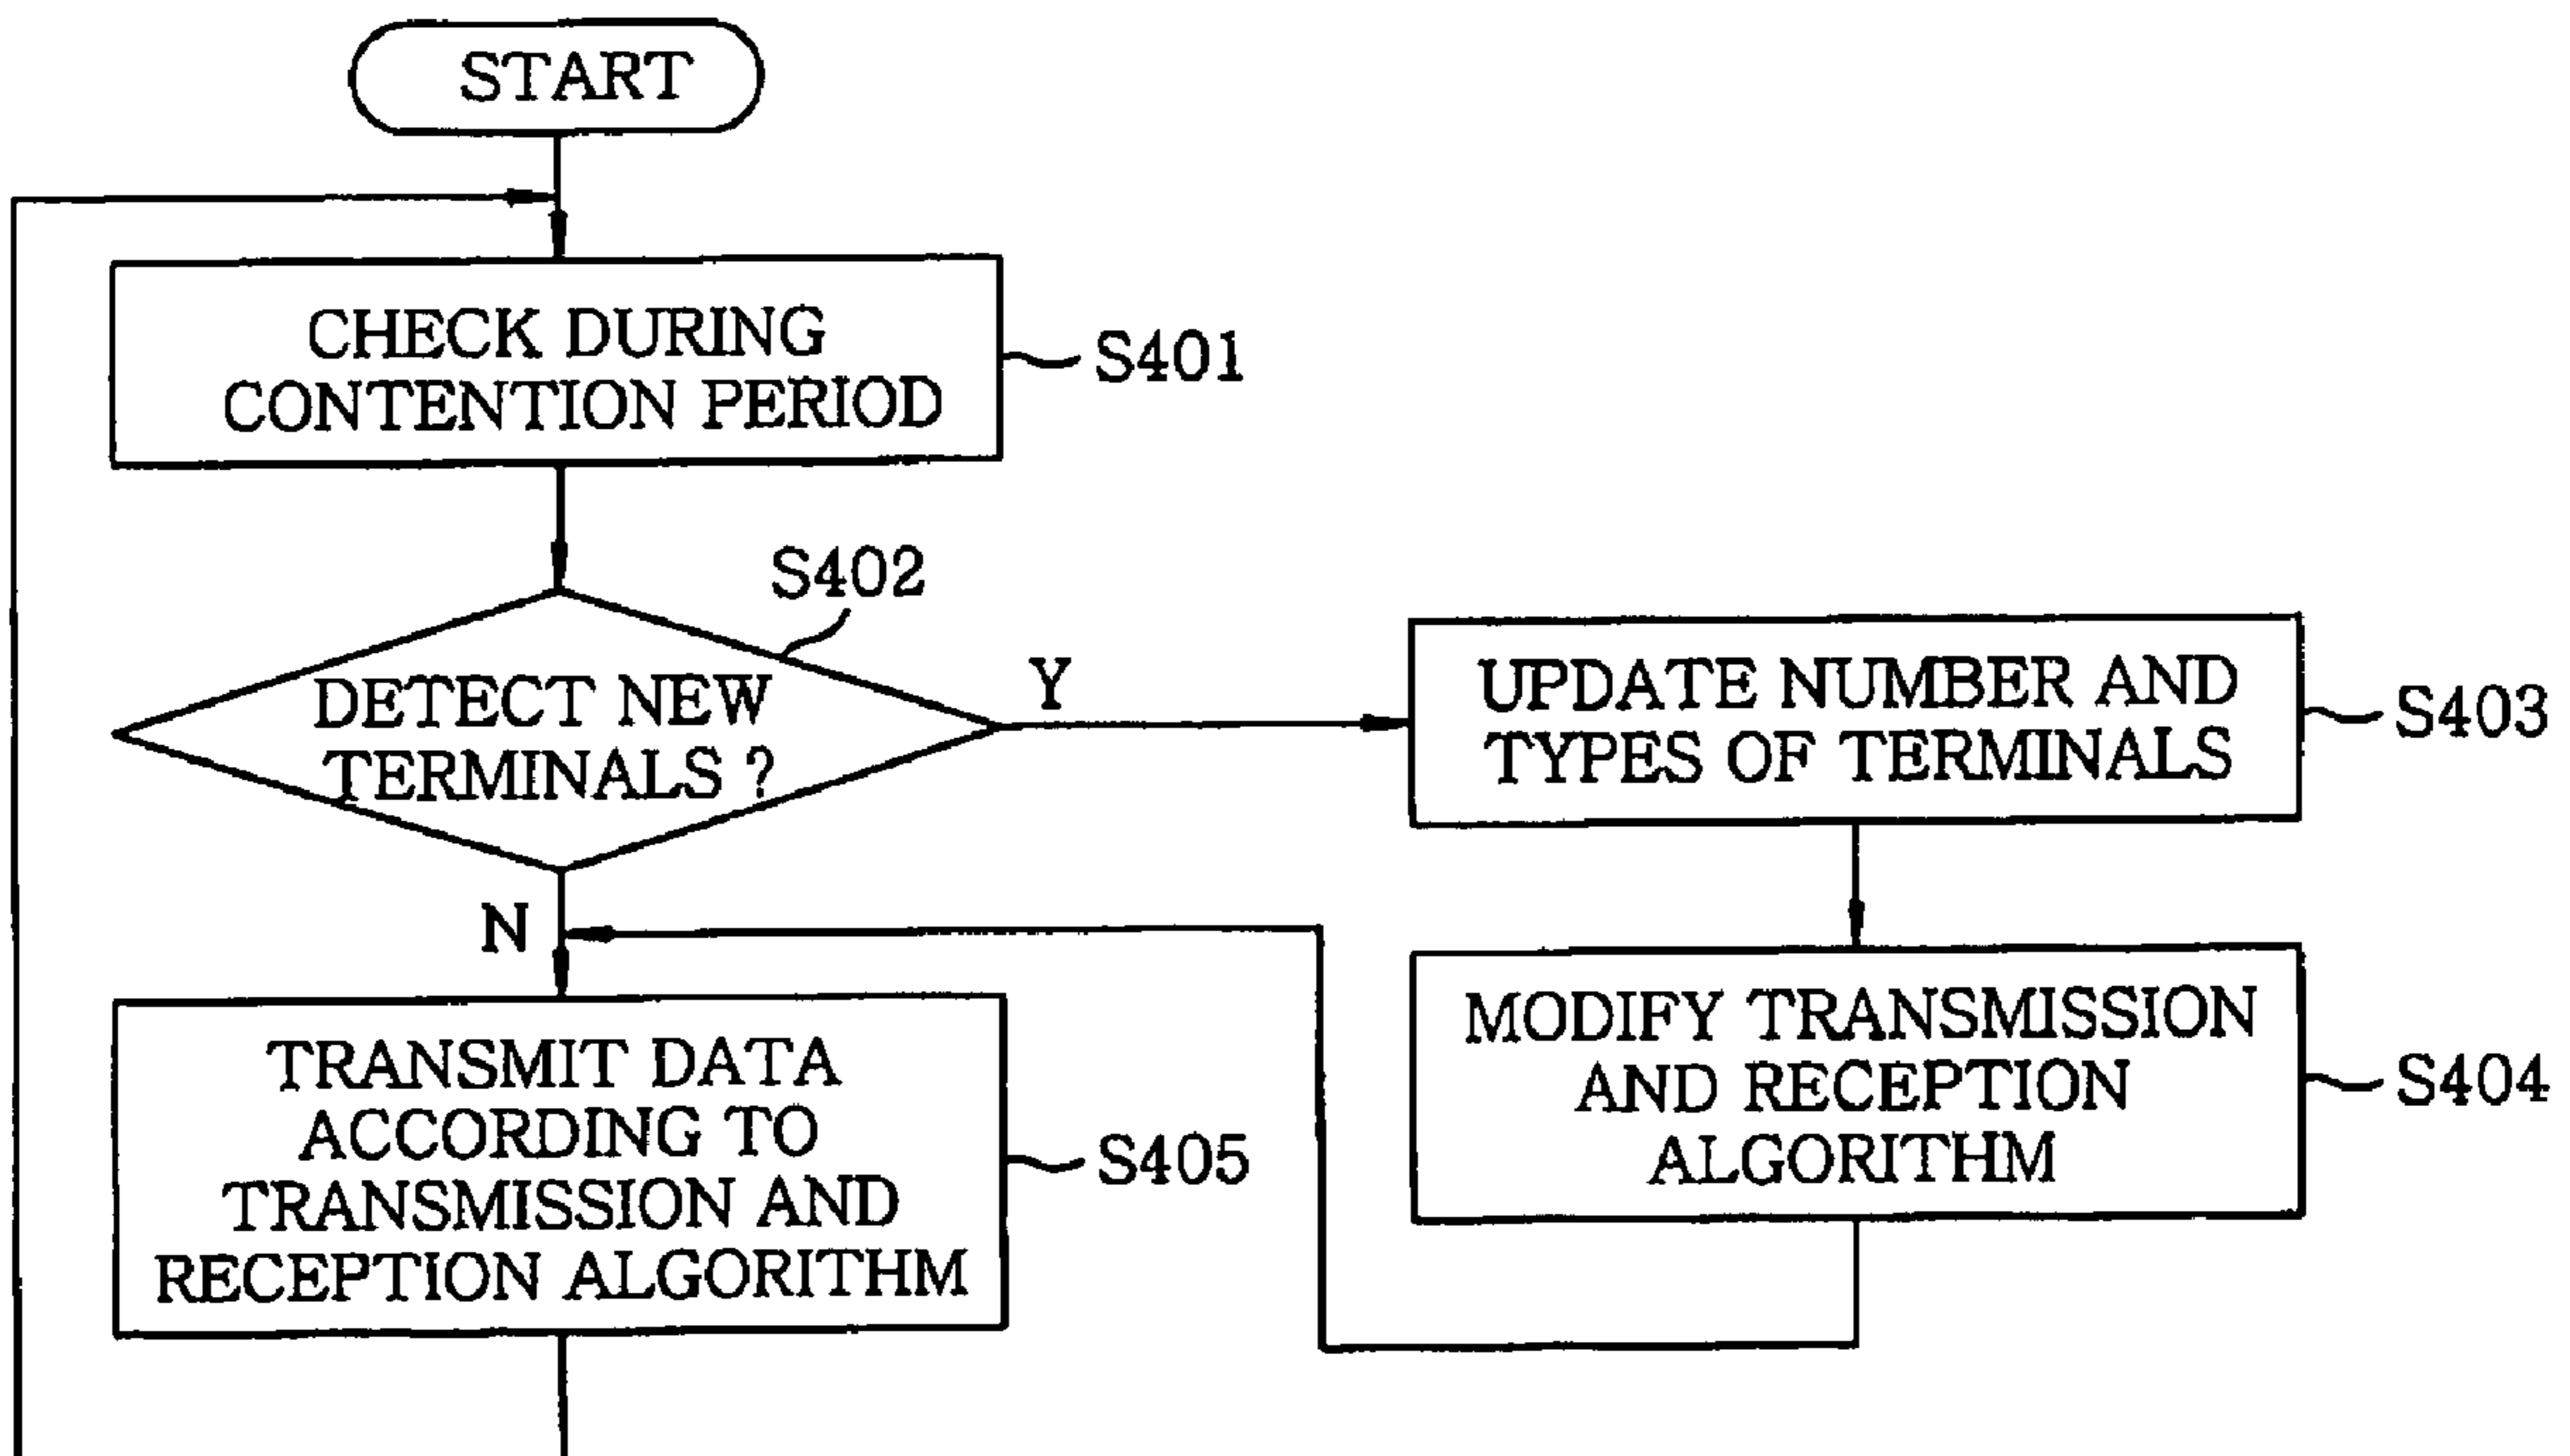 START
CHECK DURING
CONTENTION PERIOD
S401
S402
DETECT NEW
TERMINALS ?
Y
N
UPDATE NUMBER AND
TYPES OF TERMINALS
S403
MODIFY TRANSMISSION
AND RECEPTION
ALGORITHM
S404
TRANSMIT DATA
ACCORDING TO
TRANSMISSION AND
RECEPTION ALGORITHM
S405